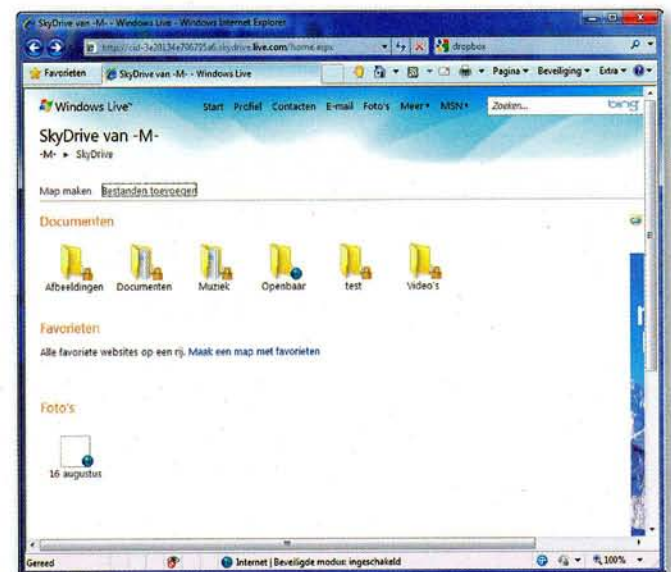 SkyDrive van -M- - Windows Live - Windows Internet Explorer
dropbox
Favorieten SkyDrive van -M- - Windows Live Pagina Beveiliging Extra
Windows Live™ Start Profiel Contacten E-mail Foto's Meer MSN Zoeken... bing
SkyDrive van -M-
-M- ▸ SkyDrive
Map maken Bestanden toevoegen
Documenten
Afbeeldingen Documenten Muziek Openbaar test Video's
Favorieten
Alle favoriete websites op een rij. Maak een map met favorieten
Foto's
16 augustus
Gereed Internet | Beveiligde modus: ingeschakeld 100%